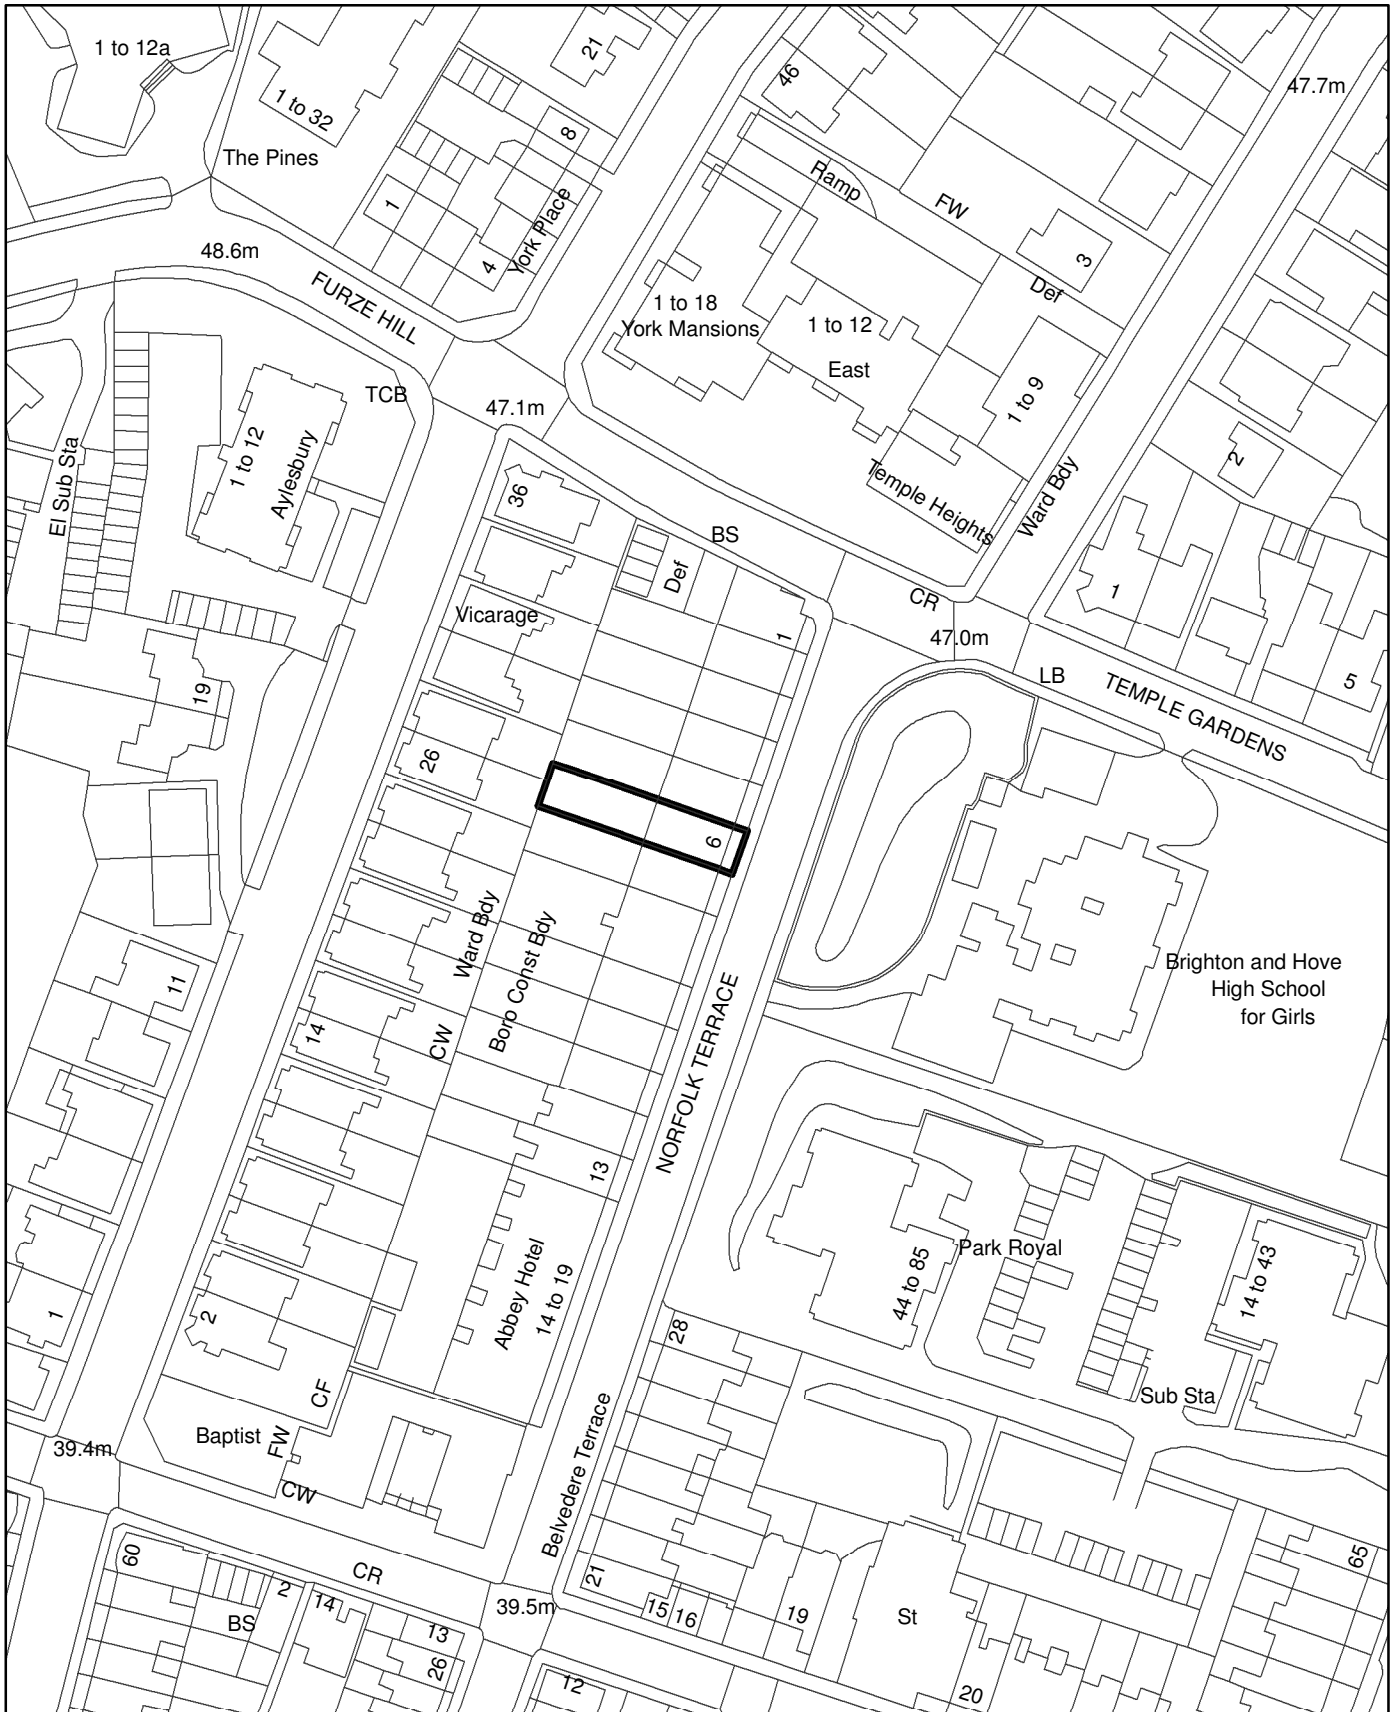 1 to 12a
21
46
47.7m
1 to 32
8
The Pines
Ramp
1
York Place
FW
48.6m
4
3
FURZE HILL
Def
1 to 18
York Mansions
1 to 12
East
TCB
1 to 9
47.1m
1 to 12
Aylesbury
El Sub Sta
2
36
Temple Heights
Ward Bdy
BS
Def
1
CR
Vicarage
1
47.0m
LB
5
19
TEMPLE GARDENS
26
6
Ward Bdy
Boro Const Bdy
Brighton and Hove
High School
for Girls
11
14
CW
NORFOLK TERRACE
13
Abbey Hotel
14 to 19
Park Royal
44 to 85
14 to 43
1
2
28
CF
Sub Sta
Baptist
FW
39.4m
CW
Belvedere Terrace
60
CR
65
2
21
14
39.5m
15
16
19
St
BS
13
26
12
20